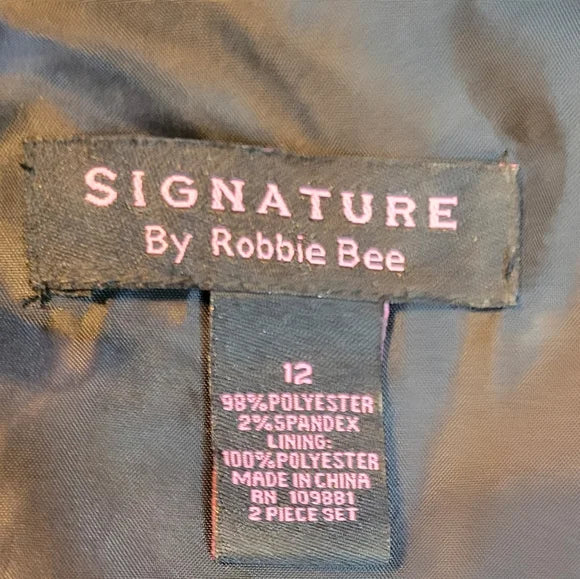 SIGNATURE
By Robbie Bee
12
98%POLYESTER
2%SPANDEX
LINING:
100%POLYESTER
MADE IN CHINA
RN 109881
2 PIECE SET